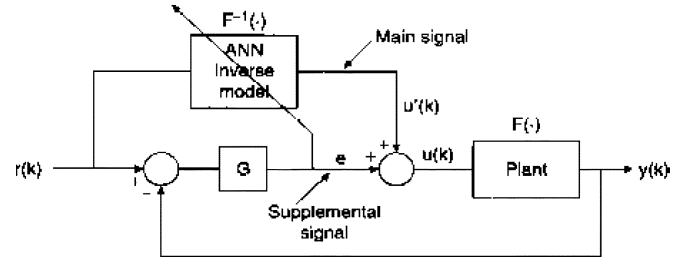 F⁻¹(·)
ANN
Inverse
model
Main signal
u'(k)
F(·)
r(k)
+
−
G
e
+
+
u(k)
Plant
y(k)
Supplemental
signal